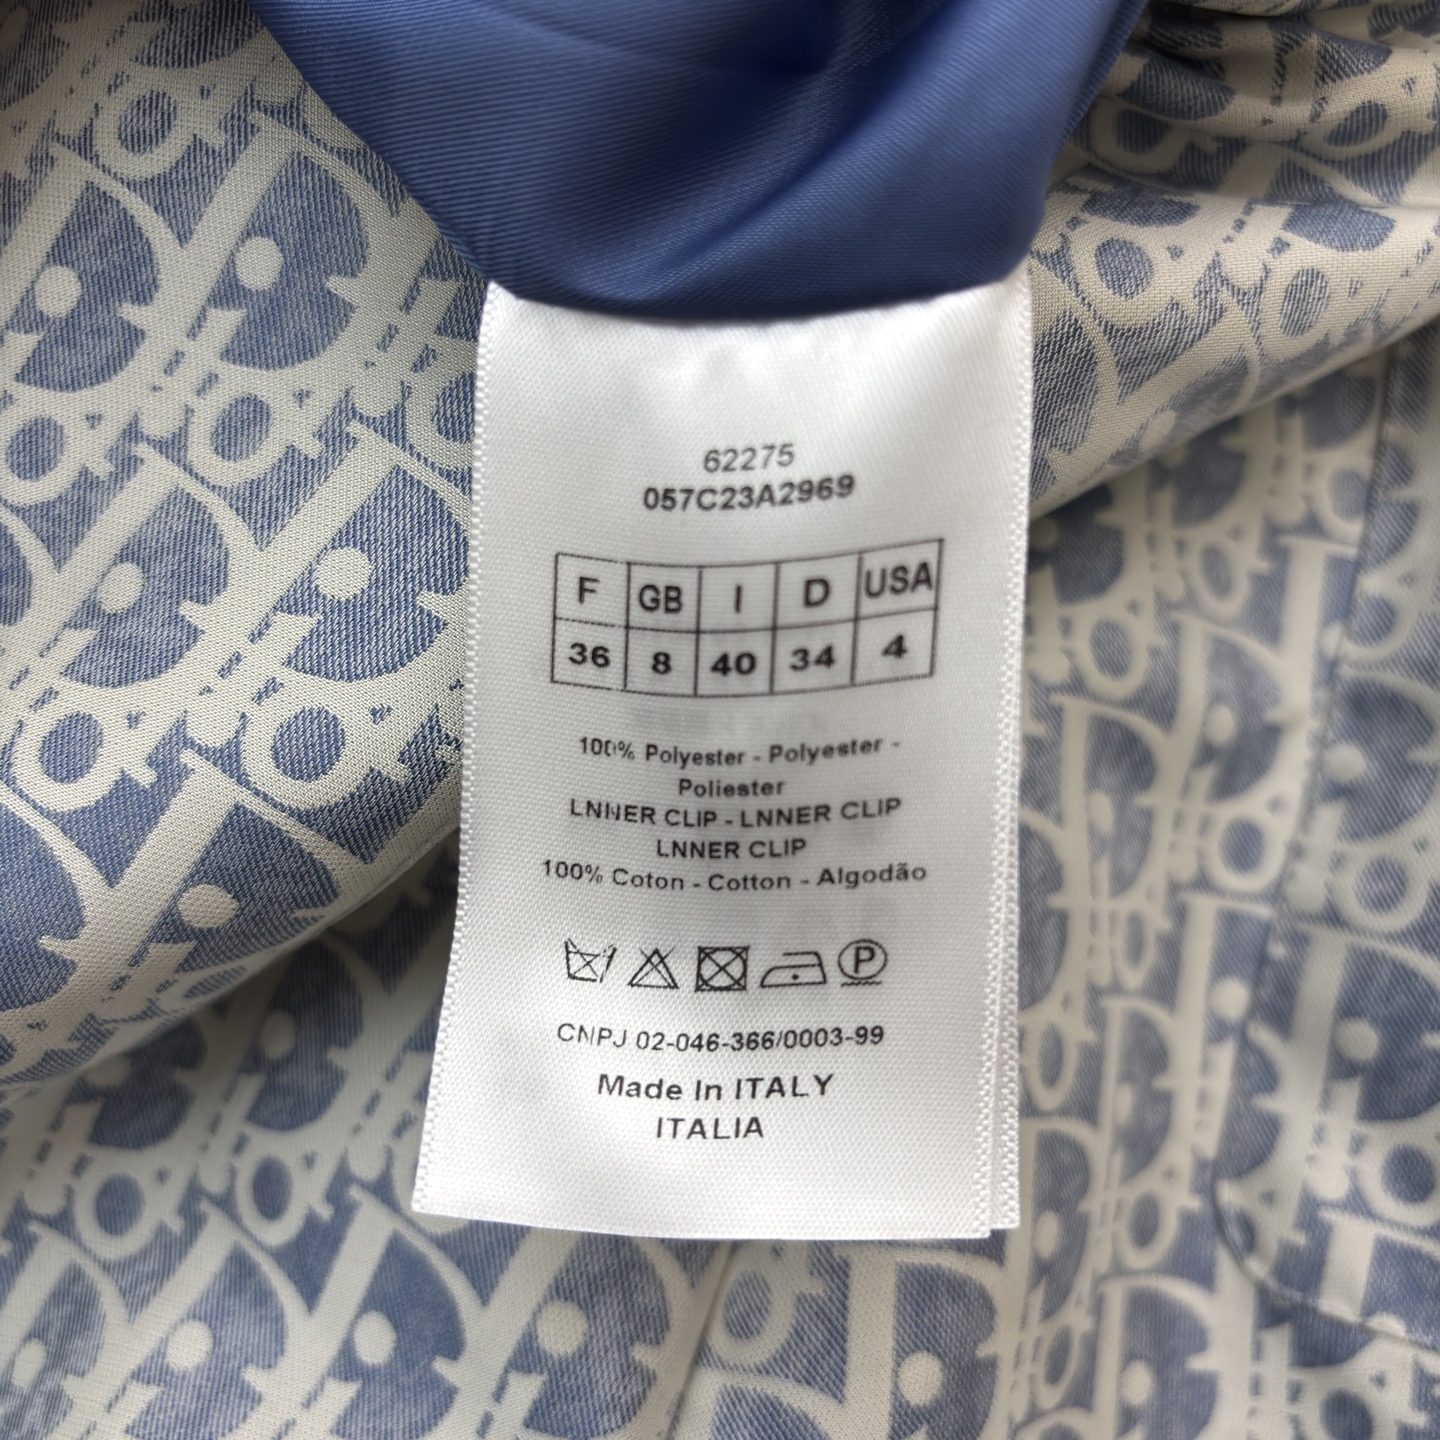 62275
057C23A2969
F GB I D USA
36 8 40 34 4
100% Polyester - Polyester -
Poliester
LNNER CLIP - LNNER CLIP
LNNER CLIP
100% Coton - Cotton - Algodão
P
CNPJ 02-046-366/0003-99
Made In ITALY
ITALIA